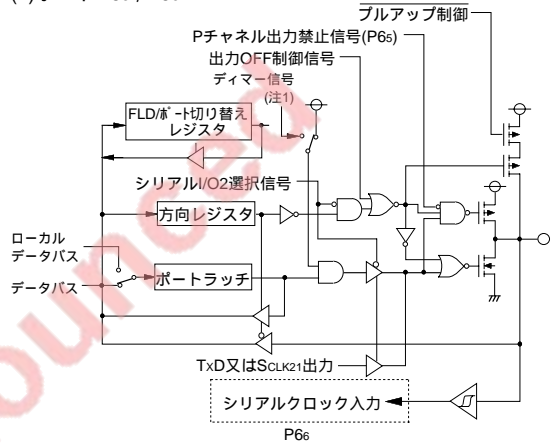 プルアップ制御
Pチャネル出力禁止信号(P65)
出力OFF制御信号
ディマー信号
(注1)
FLD/ポート切り替え
レジスタ
シリアルI/O2選択信号
方向レジスタ
ローカル
データバス
データバス
ポートラッチ
TxD又はSCLK21出力
シリアルクロック入力
P66
ounced